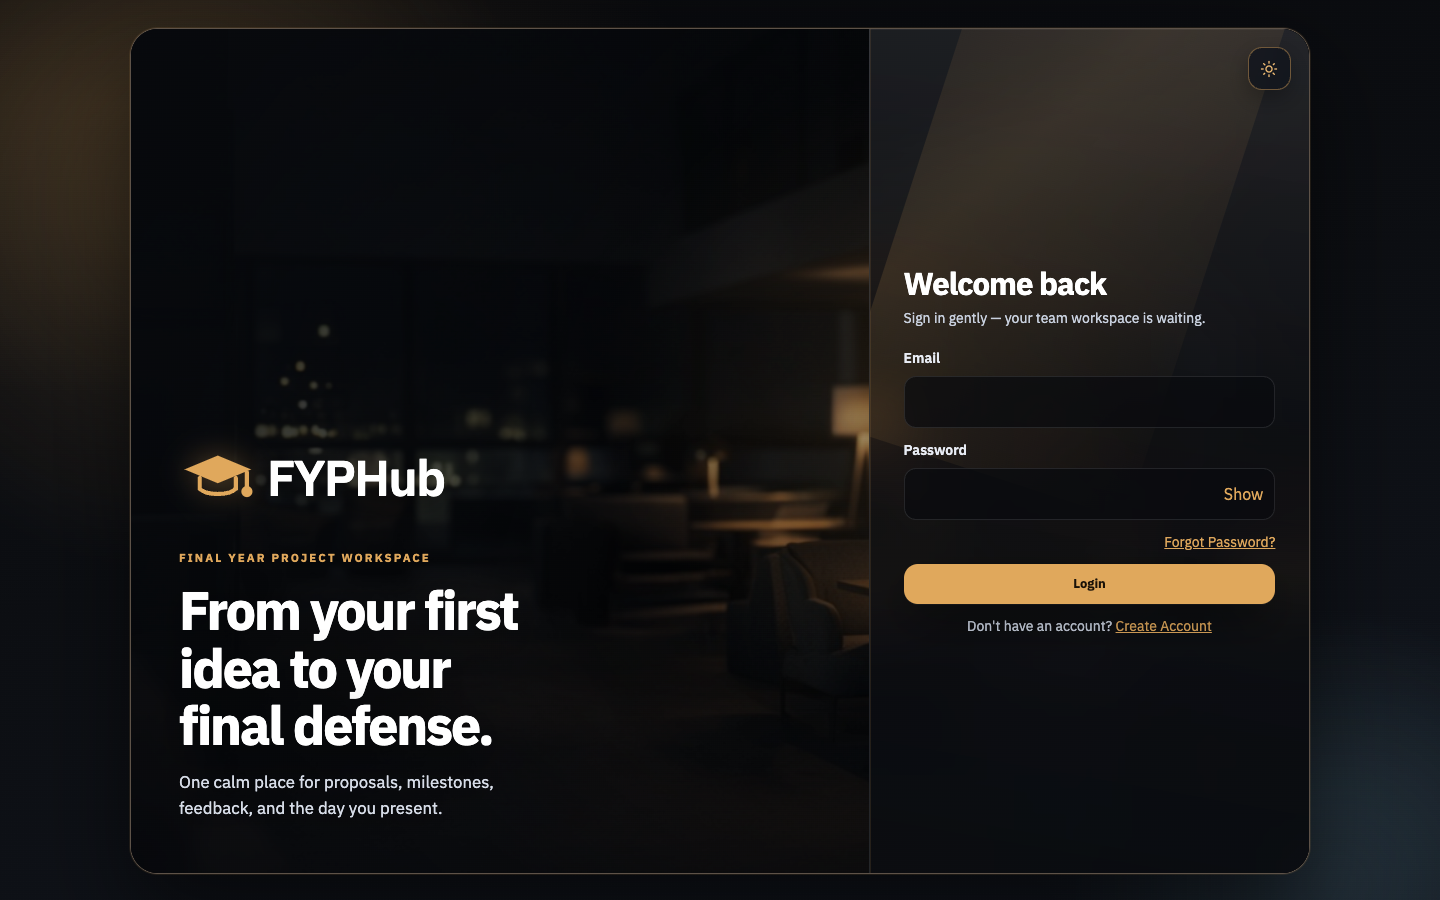 FYPHub
FINAL YEAR PROJECT WORKSPACE
From your first
idea to your
final defense.
One calm place for proposals, milestones,
feedback, and the day you present.
Welcome back
Sign in gently — your team workspace is waiting.
Email
Password
Show
Forgot Password?
Login
Don't have an account? Create Account